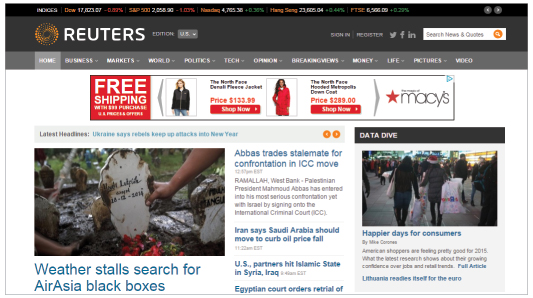 INDICES Dow 17,823.07 -0.89% S&P 500 2,058.90 -1.03% Nasdaq 4,765.38 +0.36% Hang Seng 23,605.04 +0.44% FTSE 6,566.09 +0.29%
REUTERS EDITION: U.S.
SIGN IN | REGISTER Search News & Quotes
HOME BUSINESS MARKETS WORLD POLITICS TECH OPINION BREAKINGVIEWS MONEY LIFE PICTURES VIDEO
FREE
SHIPPING
WITH $99 PURCHASE
U.S. PRICES & OFFERS
The North Face
Denali Fleece Jacket
Price $133.99
Shop Now
The North Face
Hooded Metropolis
Down Coat
Price $289.00
Shop Now
the magic of
macy's
Latest Headlines: Ukraine says rebels keep up attacks into New Year
Abbas trades stalemate for
confrontation in ICC move
12:57pm EST
RAMALLAH, West Bank - Palestinian
President Mahmoud Abbas has entered
into his most serious confrontation yet
with Israel by signing onto the
International Criminal Court (ICC).
Iran says Saudi Arabia should
move to curb oil price fall
11:22am EST
U.S., partners hit Islamic State
in Syria, Iraq 9:49am EST
Egyptian court orders retrial of
Weather stalls search for
AirAsia black boxes
DATA DIVE
Happier days for consumers
By Mike Corones
American shoppers are feeling pretty good for 2015.
What the latest research shows about their growing
confidence over jobs and retail trends. Full Article
Lithuania readies itself for the euro